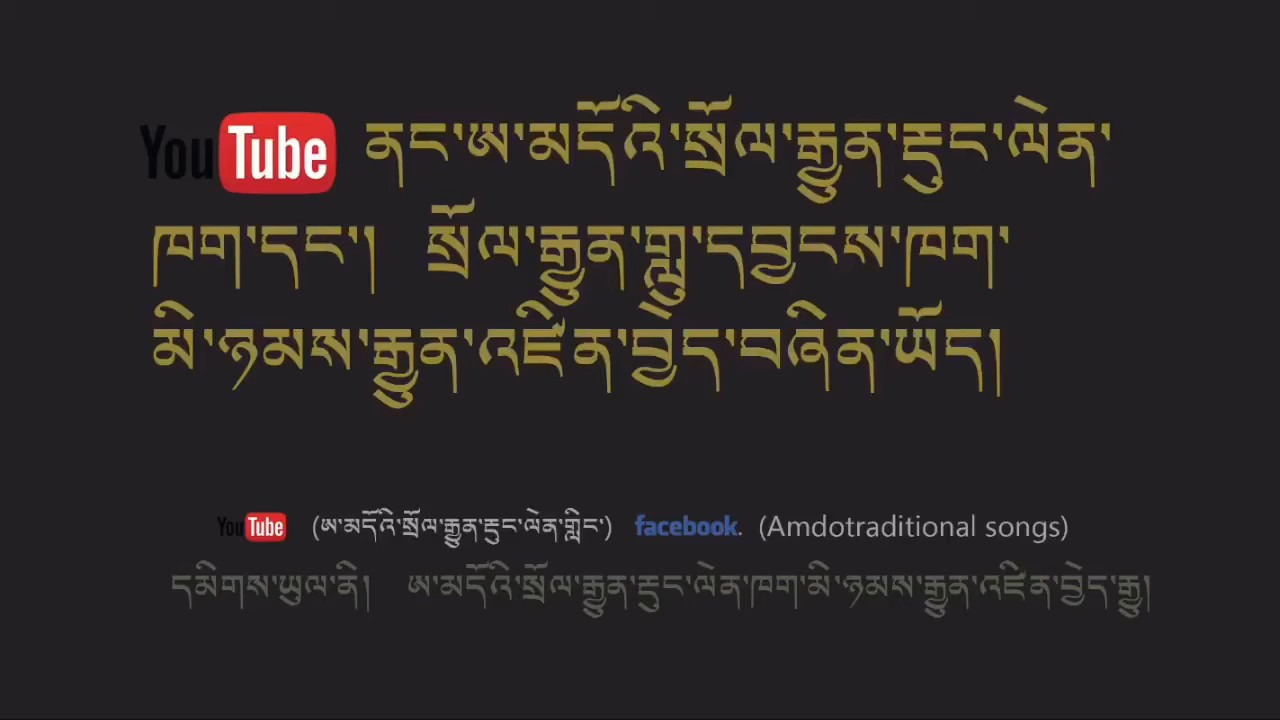 YouTube ནང་ཨ་མདོའི་སྲོལ་རྒྱུན་རྡུང་ལེན་
ཁག་དང་། སྲོལ་རྒྱུན་གླུ་དབྱངས་ཁག་
མི་ཉམས་རྒྱུན་འཛིན་བྱེད་བཞིན་ཡོད།
YouTube (ཨ་མདོའི་སྲོལ་རྒྱུན་རྡུང་ལེན་གླིང་) facebook. (Amdotraditional songs)
དམིགས་ཡུལ་ནི། ཨ་མདོའི་སྲོལ་རྒྱུན་རྡུང་ལེན་ཁག་མི་ཉམས་རྒྱུན་འཛིན་བྱེད་རྒྱུ།